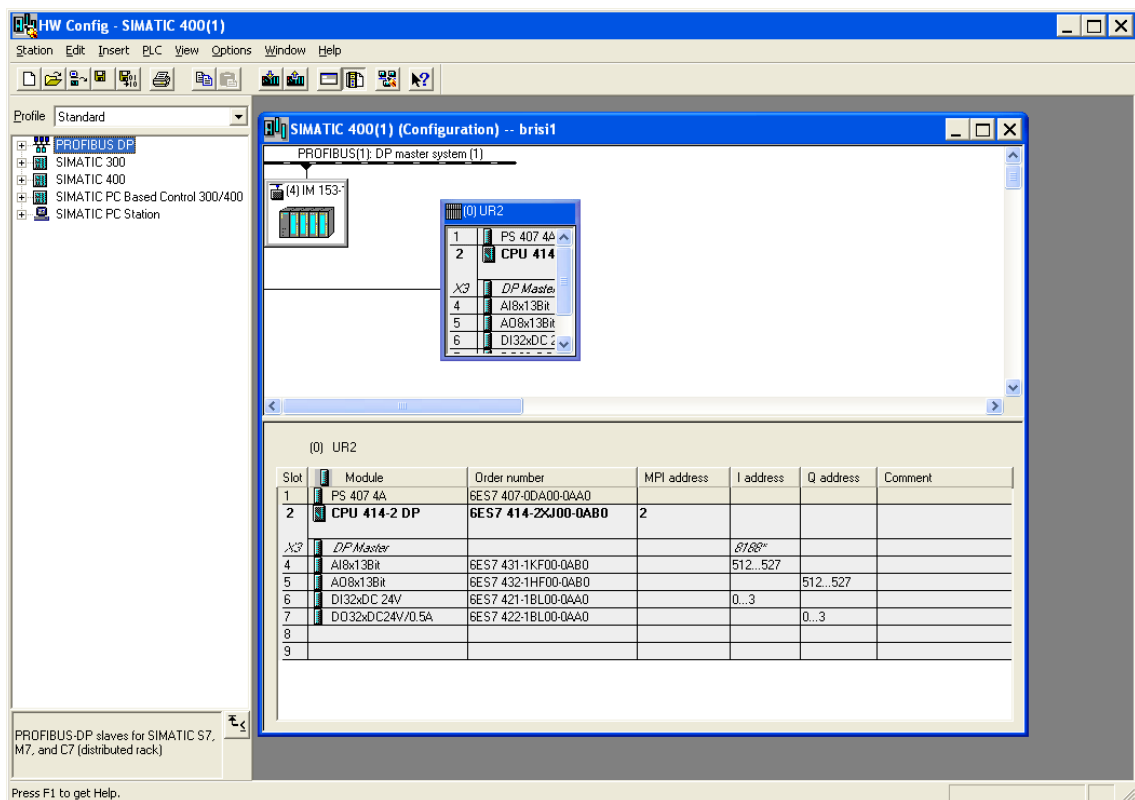 HW Config - SIMATIC 400(1)
Station Edit Insert PLC View Options Window Help
Profile Standard
PROFIBUS DP
SIMATIC 300
SIMATIC 400
SIMATIC PC Based Control 300/400
SIMATIC PC Station
PROFIBUS-DP slaves for SIMATIC S7,
M7, and C7 (distributed rack)
SIMATIC 400(1) (Configuration) -- brisi1
PROFIBUS(1): DP master system (1)
(4) IM 153-
(0) UR2
1 PS 407 4A
2 CPU 414
X3 DP Master
4 AI8x13Bit
5 AO8x13Bit
6 DI32xDC 2
(0) UR2
Slot Module Order number MPI address I address Q address Comment
1 PS 407 4A 6ES7 407-0DA00-0AA0
2 CPU 414-2 DP 6ES7 414-2XJ00-0AB0 2
X3 DP Master 8188*
4 AI8x13Bit 6ES7 431-1KF00-0AB0 512...527
5 AO8x13Bit 6ES7 432-1HF00-0AB0 512...527
6 DI32xDC 24V 6ES7 421-1BL00-0AA0 0...3
7 DO32xDC24V/0.5A 6ES7 422-1BL00-0AA0 0...3
8
9
Press F1 to get Help.